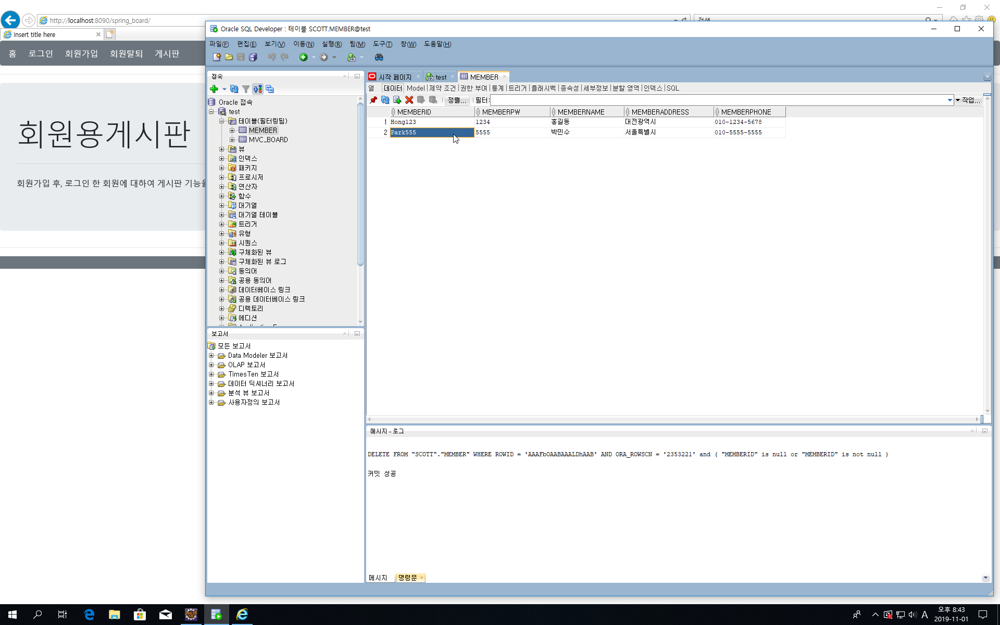 http://localhost:8090/spring_board/
검색
Insert title here
홈 로그인 회원가입 회원탈퇴 게시판
회원용게시판
회원가입 후, 로그인 한 회원에 대하여 게시판 기능을
Oracle SQL Developer : 테이블 SCOTT.MEMBER@test
파일(F) 편집(E) 보기(V) 이동(N) 실행(R) 팀(M) 도구(T) 창(W) 도움말(H)
접속
Oracle 접속
test
테이블(필터링됨)
MEMBER
MVC_BOARD
뷰
인덱스
패키지
프로시저
연산자
함수
대기열
대기열 테이블
트리거
유형
시퀀스
구체화된 뷰
구체화된 뷰 로그
동의어
공용 동의어
데이터베이스 링크
공용 데이터베이스 링크
디렉토리
에디션
보고서
모든 보고서
Data Modeler 보고서
OLAP 보고서
TimesTen 보고서
데이터 딕셔너리 보고서
분석 뷰 보고서
사용자정의 보고서
시작 페이지 test MEMBER
열 데이터 Model 제약 조건 권한 부여 통계 트리거 플래시백 종속성 세부정보 분할 영역 인덱스 SQL
정렬... 필터: 작업...
MEMBERID MEMBERPW MEMBERNAME MEMBERADDRESS MEMBERPHONE
1 Hong123 1234 홍길동 대전광역시 010-1234-5678
2 Park555 5555 박민수 서울특별시 010-5555-5555
메시지 - 로그
DELETE FROM "SCOTT"."MEMBER" WHERE ROWID = 'AAAFbOAABAAALDhAAB' AND ORA_ROWSCN = '2353221' and ( "MEMBERID" is null or "MEMBERID" is not null )
커밋 성공
메시지 명령문
A
오후 8:43
2019-11-01